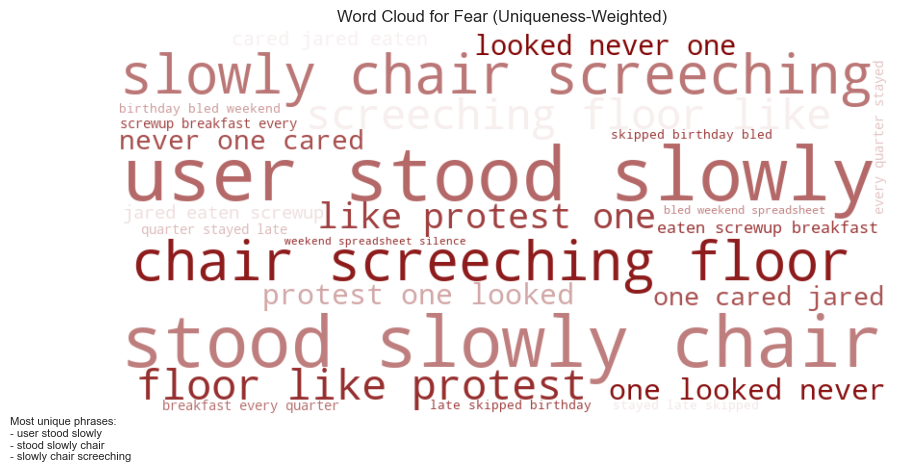 Word Cloud for Fear (Uniqueness-Weighted)
cared jared eaten
looked never one
slowly chair screeching
every quarter stayed
birthday bled weekend
screeching floor like
screwup breakfast every
skipped birthday bled
never one cared
user stood slowly
jared eaten screwup
like protest one
bled weekend spreadsheet
quarter stayed late
eaten screwup breakfast
weekend spreadsheet silence
chair screeching floor
protest one looked
one cared jared
stood slowly chair
floor like protest
one looked never
breakfast every quarter
late skipped birthday
stayed late skipped
Most unique phrases:
- user stood slowly
- stood slowly chair
- slowly chair screeching